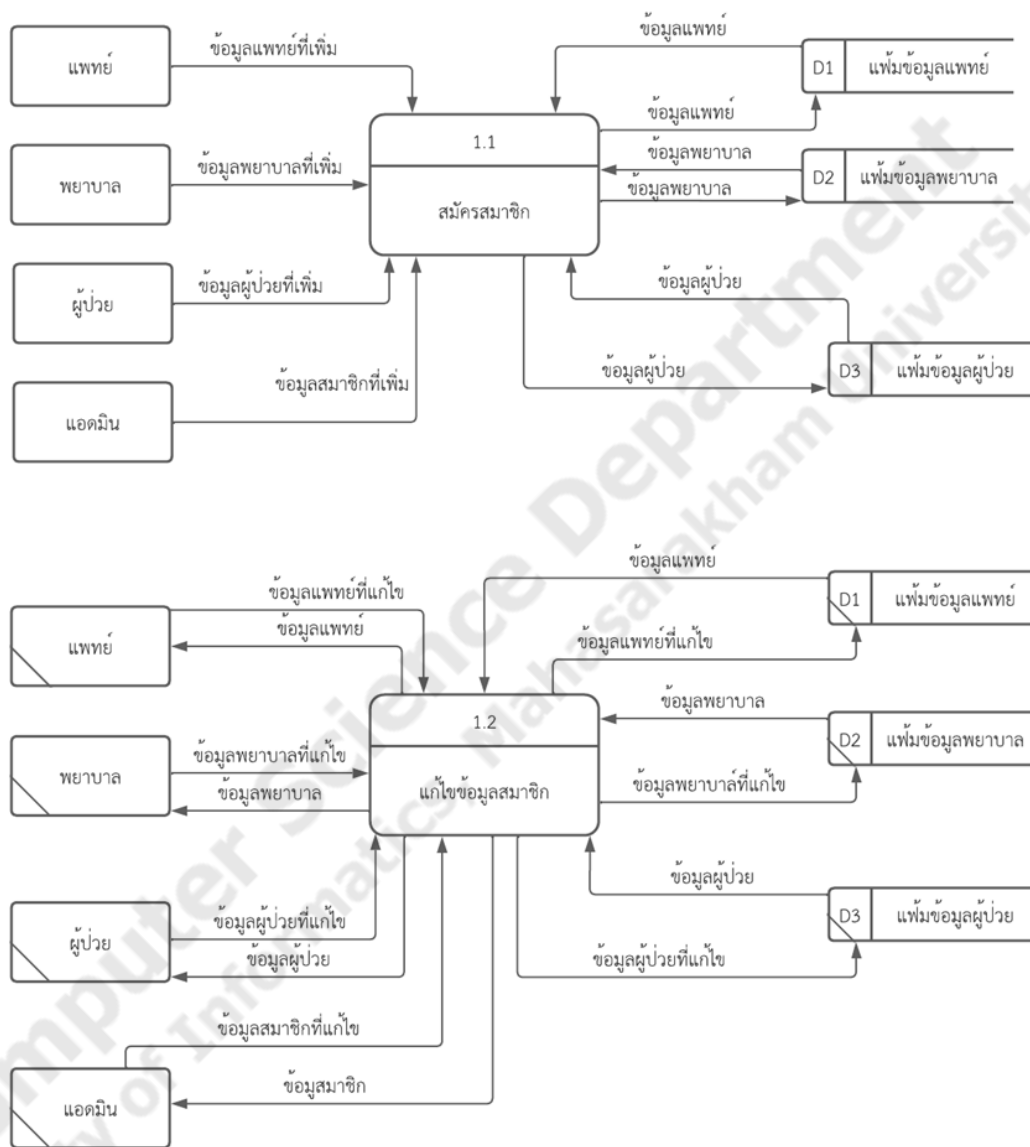 แพทย์
ข้อมูลแพทย์ที่เพิ่ม
ข้อมูลแพทย์
D1
แฟ้มข้อมูลแพทย์
1.1
ข้อมูลแพทย์
พยาบาล
ข้อมูลพยาบาลที่เพิ่ม
สมัครสมาชิก
ข้อมูลพยาบาล
ข้อมูลพยาบาล
D2
แฟ้มข้อมูลพยาบาล
ผู้ป่วย
ข้อมูลผู้ป่วยที่เพิ่ม
ข้อมูลผู้ป่วย
ข้อมูลผู้ป่วย
D3
แฟ้มข้อมูลผู้ป่วย
แอดมิน
ข้อมูลสมาชิกที่เพิ่ม
แพทย์
ข้อมูลแพทย์ที่แก้ไข
ข้อมูลแพทย์
ข้อมูลแพทย์
D1
แฟ้มข้อมูลแพทย์
ข้อมูลแพทย์ที่แก้ไข
1.2
แก้ไขข้อมูลสมาชิก
พยาบาล
ข้อมูลพยาบาลที่แก้ไข
ข้อมูลพยาบาล
ข้อมูลพยาบาล
D2
แฟ้มข้อมูลพยาบาล
ข้อมูลพยาบาลที่แก้ไข
ผู้ป่วย
ข้อมูลผู้ป่วยที่แก้ไข
ข้อมูลผู้ป่วย
ข้อมูลผู้ป่วย
D3
แฟ้มข้อมูลผู้ป่วย
ข้อมูลผู้ป่วยที่แก้ไข
แอดมิน
ข้อมูลสมาชิกที่แก้ไข
ข้อมูสมาชิก
Science Department
of Informatics, Mahasarakham